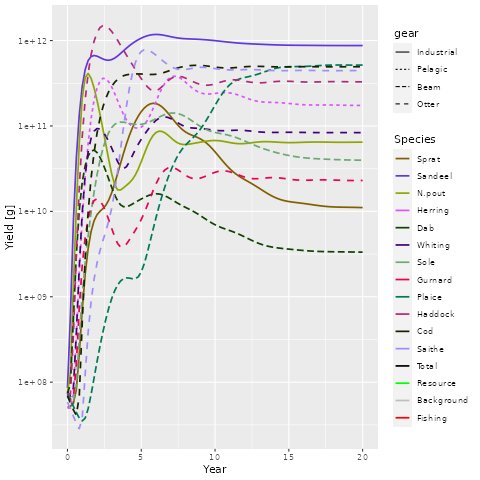 1e+12
1e+11
1e+10
1e+09
1e+08
Yield [g]
0
5
10
15
20
Year
gear
Industrial
Pelagic
Beam
Otter
Species
Sprat
Sandeel
N.pout
Herring
Dab
Whiting
Sole
Gurnard
Plaice
Haddock
Cod
Saithe
Total
Resource
Background
Fishing